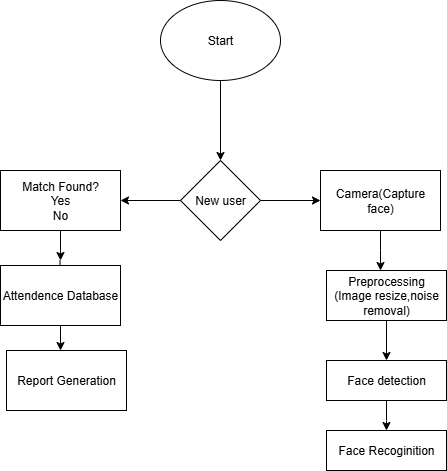 Start
New user
Match Found?
Yes
No
Camera(Capture
face)
Attendence Database
Preprocessing
(Image resize,noise
removal)
Report Generation
Face detection
Face Recoginition